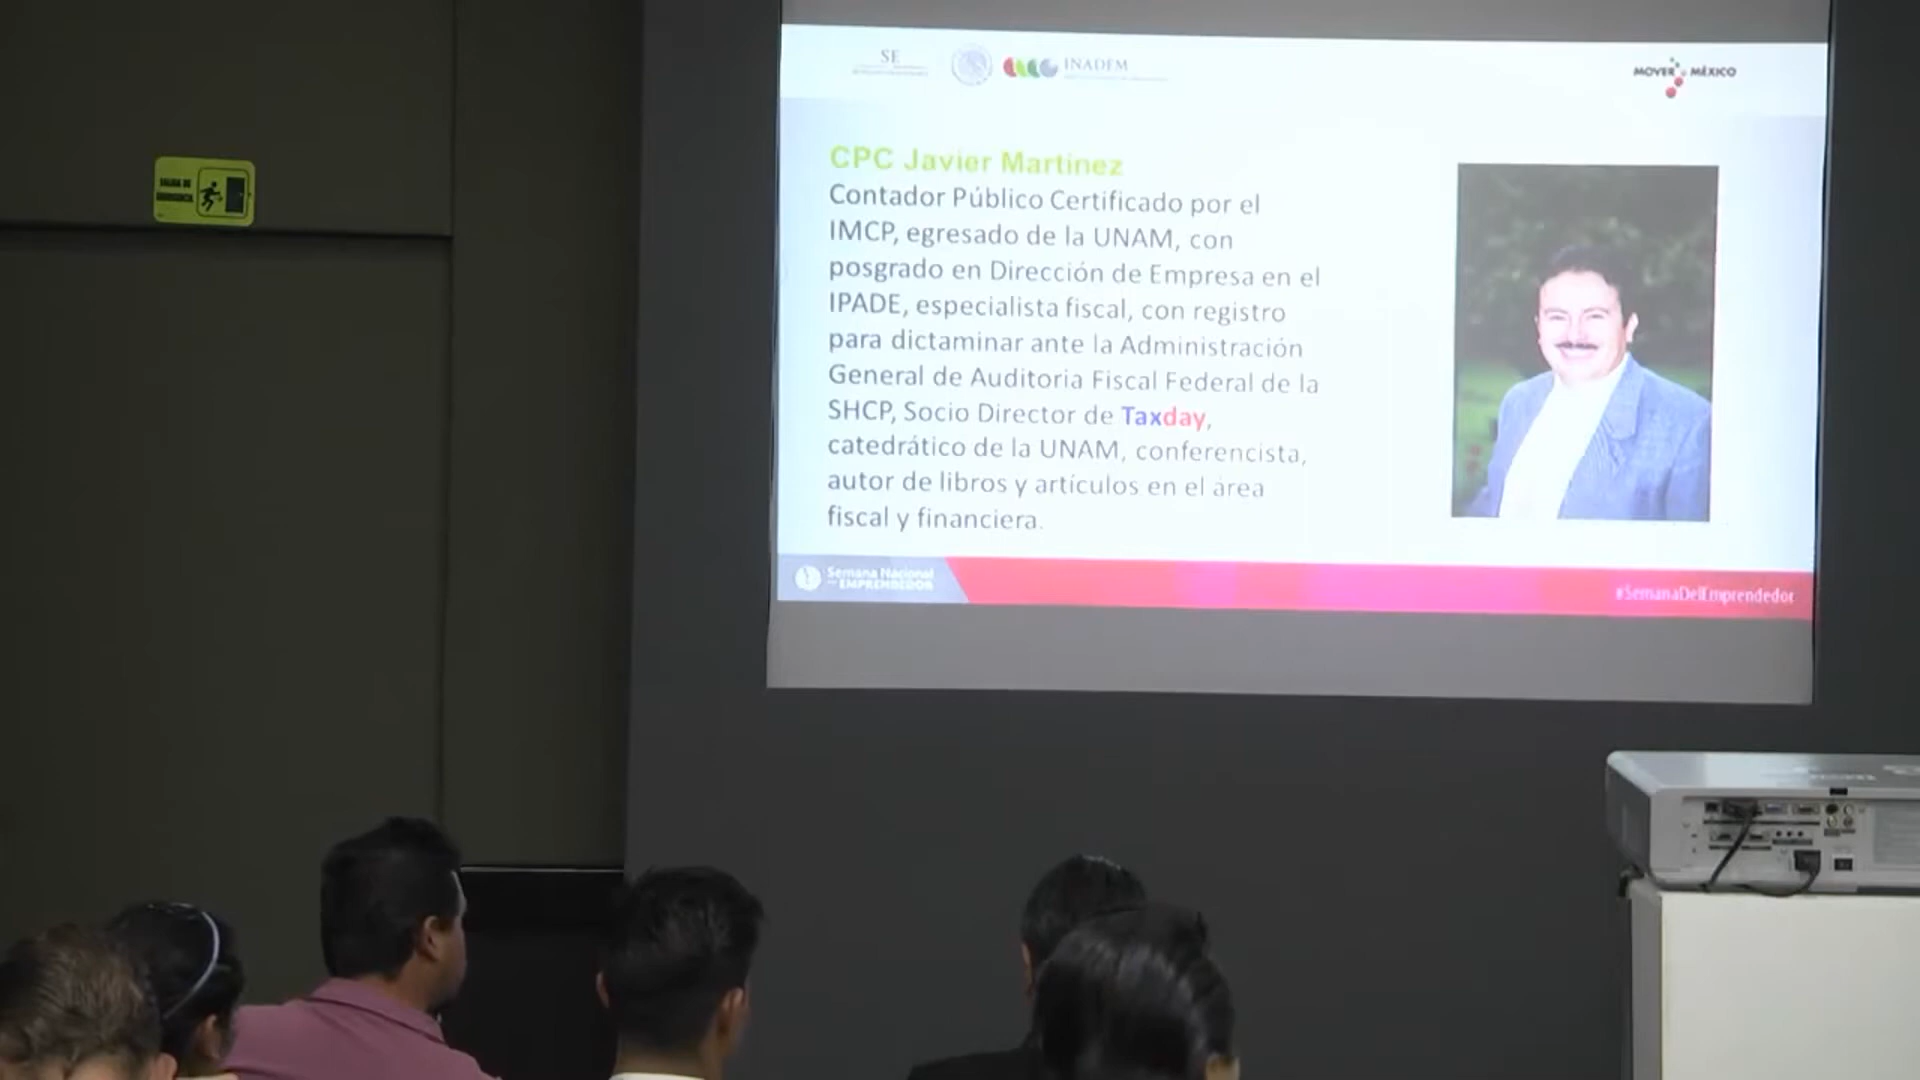 SE
INADEM
MOVER A MÉXICO
SALIDA DE
EMERGENCIA
CPC Javier Martinez
Contador Público Certificado por el
IMCP, egresado de la UNAM, con
posgrado en Dirección de Empresa en el
IPADE, especialista fiscal, con registro
para dictaminar ante la Administración
General de Auditoria Fiscal Federal de la
SHCP, Socio Director de Taxday,
catedrático de la UNAM, conferencista,
autor de libros y artículos en el área
fiscal y financiera.
Semana Nacional
EMPRENDEDOR
#SemanaDelEmprendedor